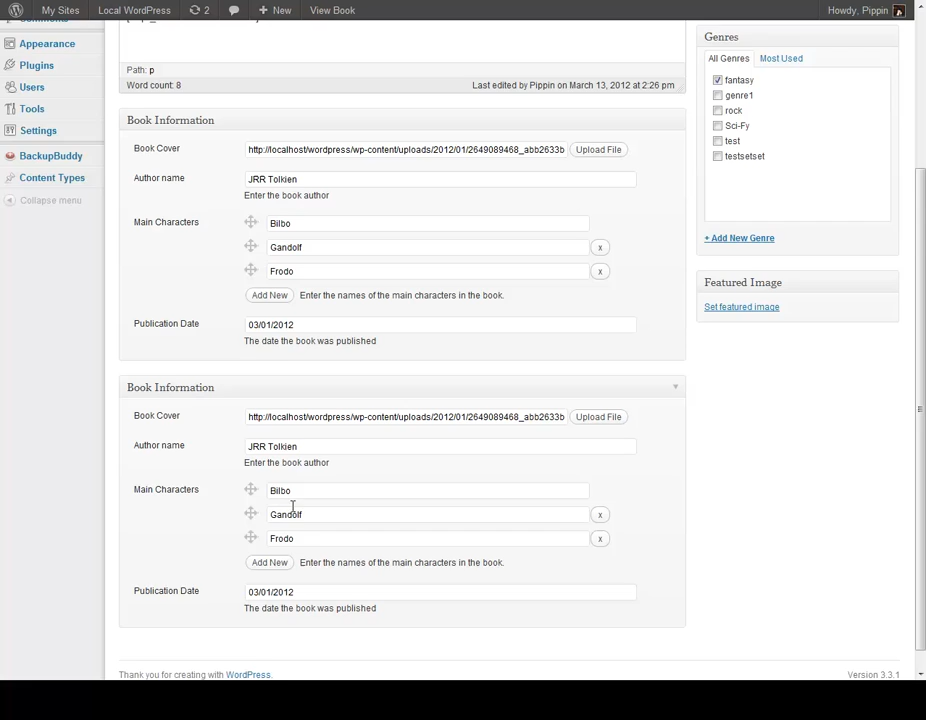 My Sites
Local WordPress
2
+ New
View Book
Howdy, Pippin
Appearance
Plugins
Users
Tools
Settings
BackupBuddy
Content Types
Collapse menu
Path: p
Word count: 8
Last edited by Pippin on March 13, 2012 at 2:26 pm
Book Information
Book Cover
http://localhost/wordpress/wp-content/uploads/2012/01/2649089468_abb2633b
Upload File
Author name
JRR Tolkien
Enter the book author
Main Characters
Bilbo
Gandolf
x
Frodo
x
Add New
Enter the names of the main characters in the book.
Publication Date
03/01/2012
The date the book was published
Book Information
Book Cover
http://localhost/wordpress/wp-content/uploads/2012/01/2649089468_abb2633b
Upload File
Author name
JRR Tolkien
Enter the book author
Main Characters
Bilbo
Gandolf
x
Frodo
x
Add New
Enter the names of the main characters in the book.
Publication Date
03/01/2012
The date the book was published
Genres
All Genres
Most Used
fantasy
genre1
rock
Sci-Fy
test
testsetset
+ Add New Genre
Featured Image
Set featured image
Thank you for creating with WordPress.
Version 3.3.1